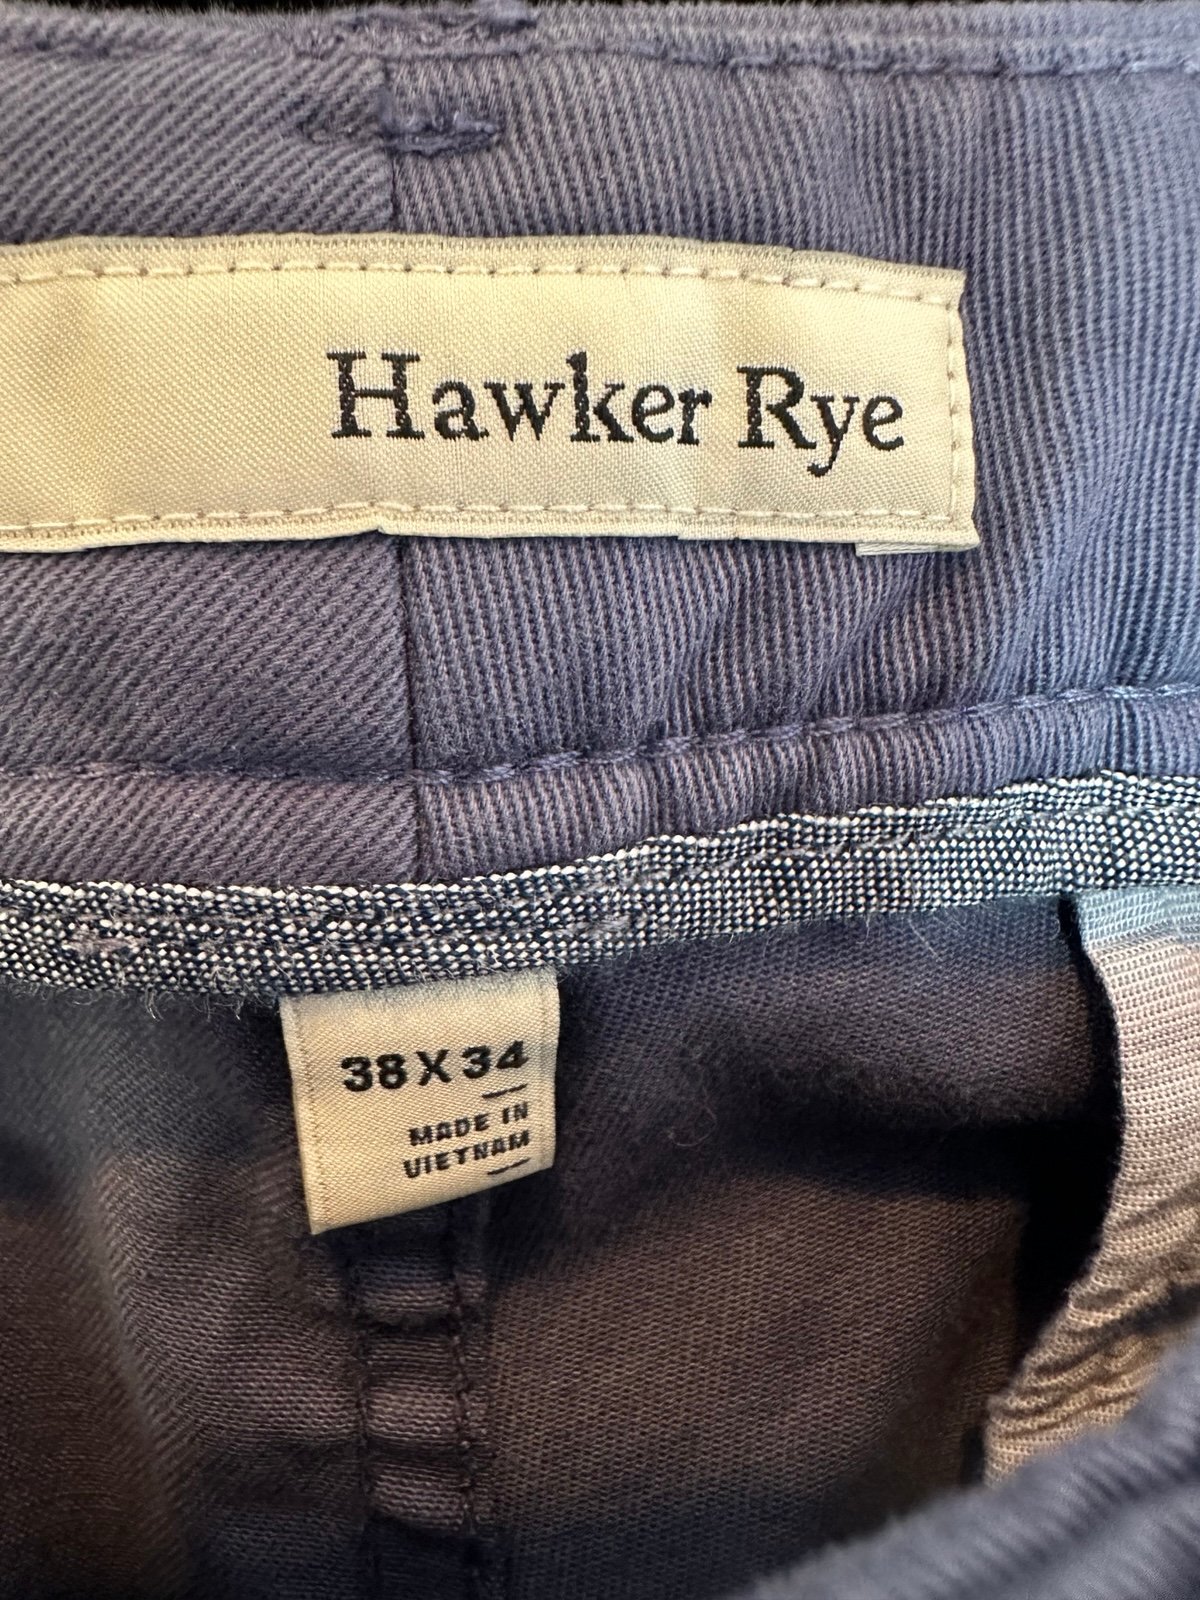 Hawker Rye
38 X 34
MADE IN
VIETNAM